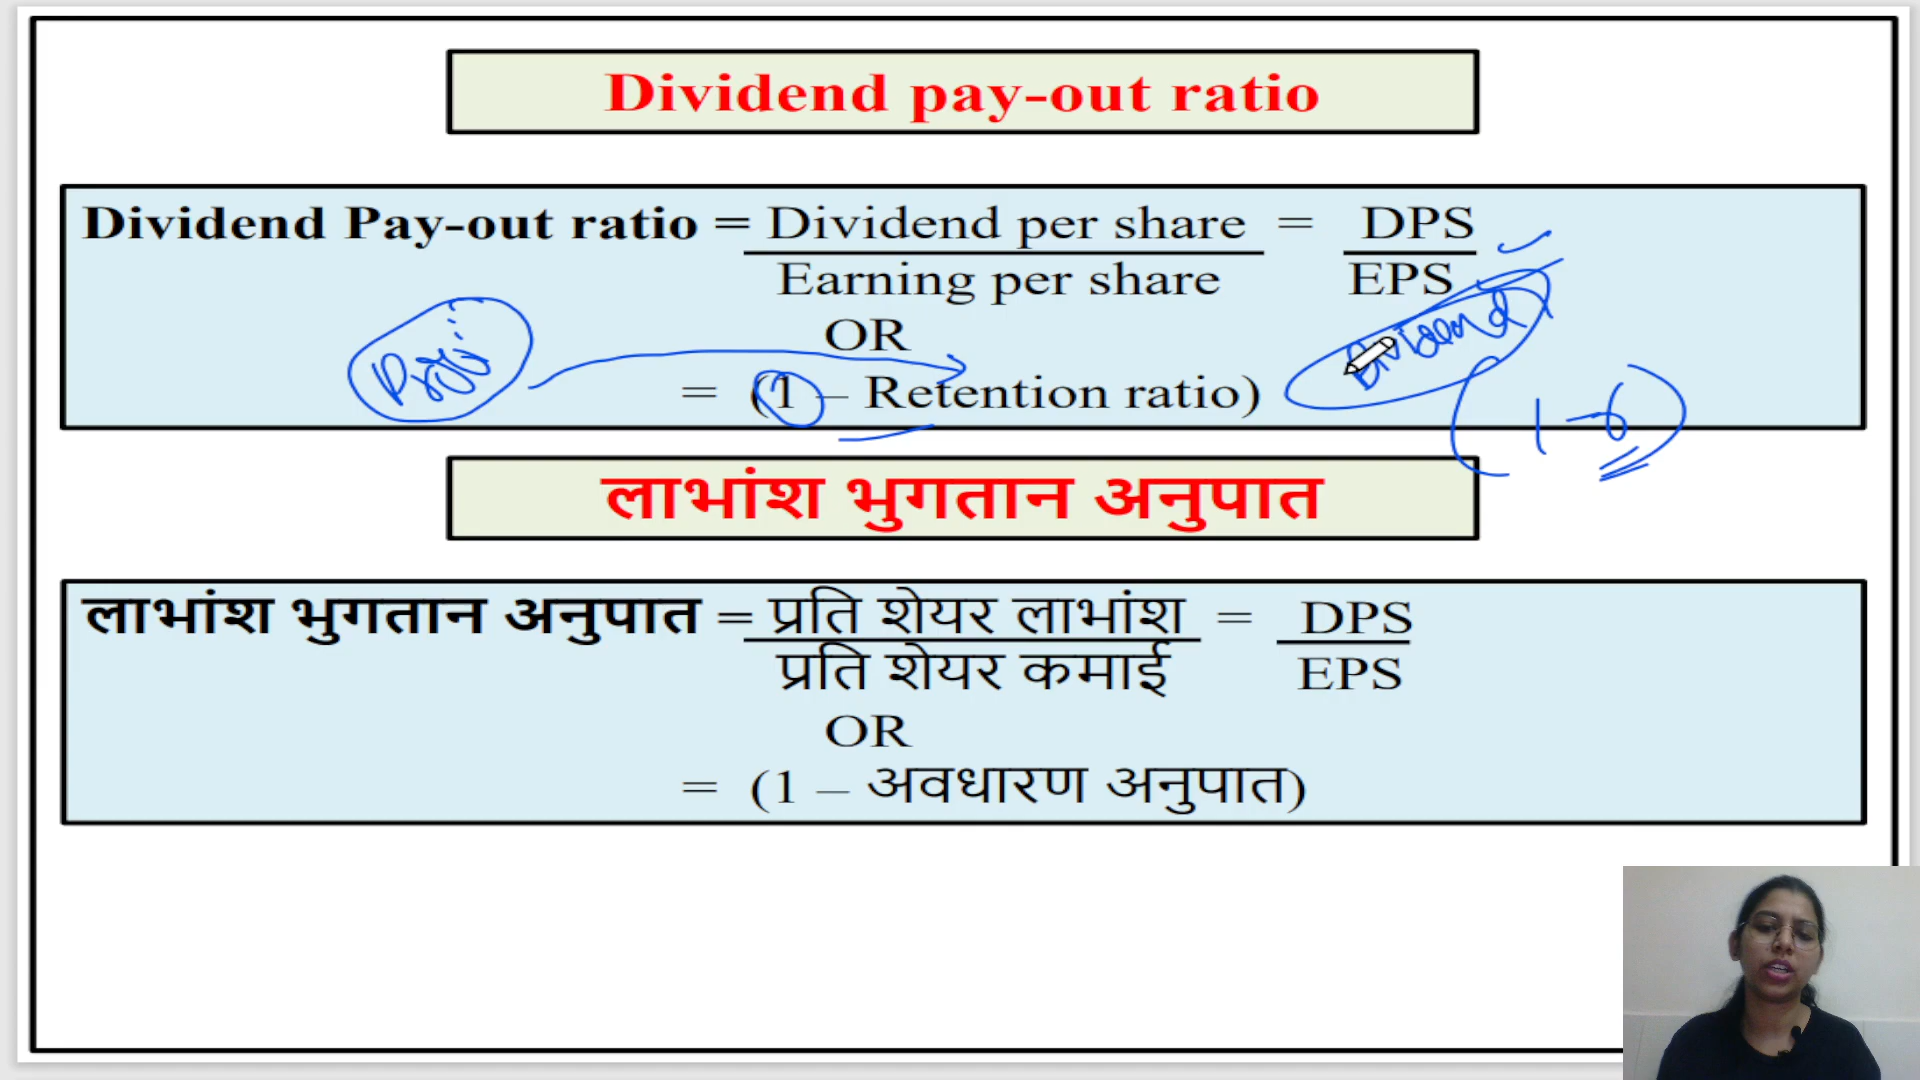 Dividend pay-out ratio
Dividend Pay-out ratio = Dividend per share = DPS
Earning per share EPS
OR
= (1 – Retention ratio)
Dividend
(1-b)
लाभांश भुगतान अनुपात
लाभांश भुगतान अनुपात = प्रति शेयर लाभांश = DPS
प्रति शेयर कमाई EPS
OR
= (1 – अवधारण अनुपात)